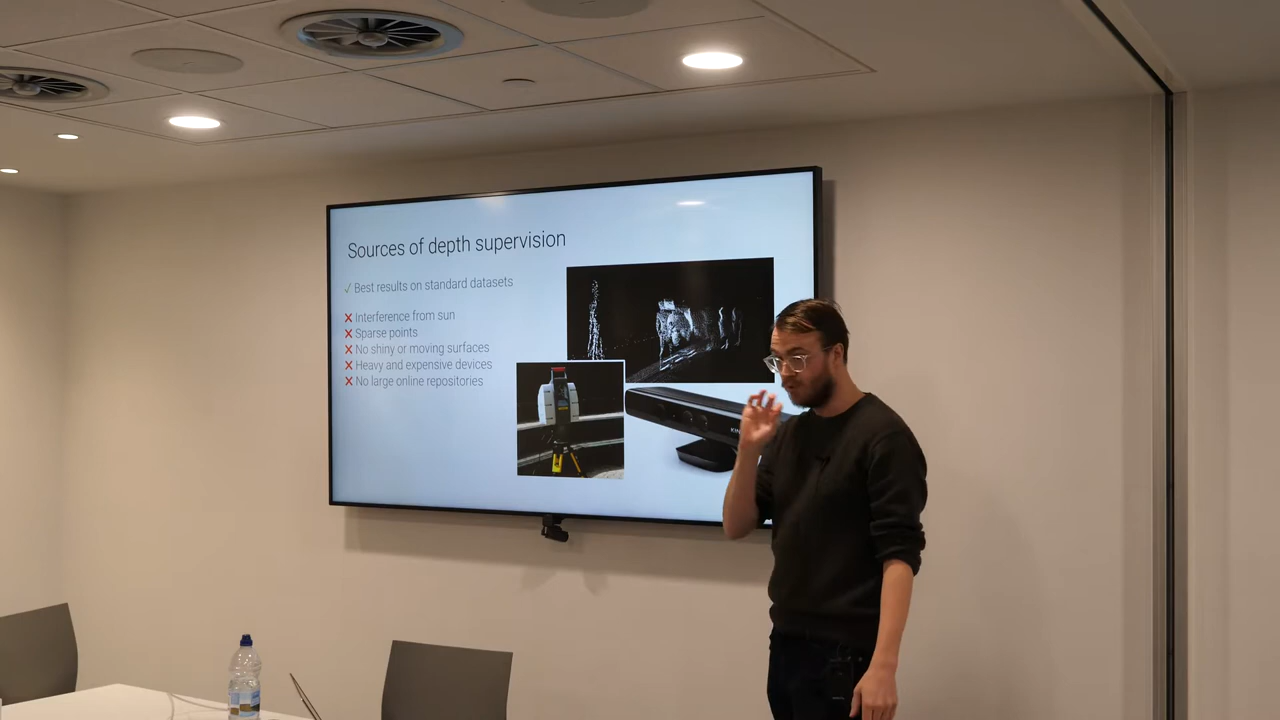 Sources of depth supervision
✓ Best results on standard datasets
✗ Interference from sun
✗ Sparse points
✗ No shiny or moving surfaces
✗ Heavy and expensive devices
✗ No large online repositories